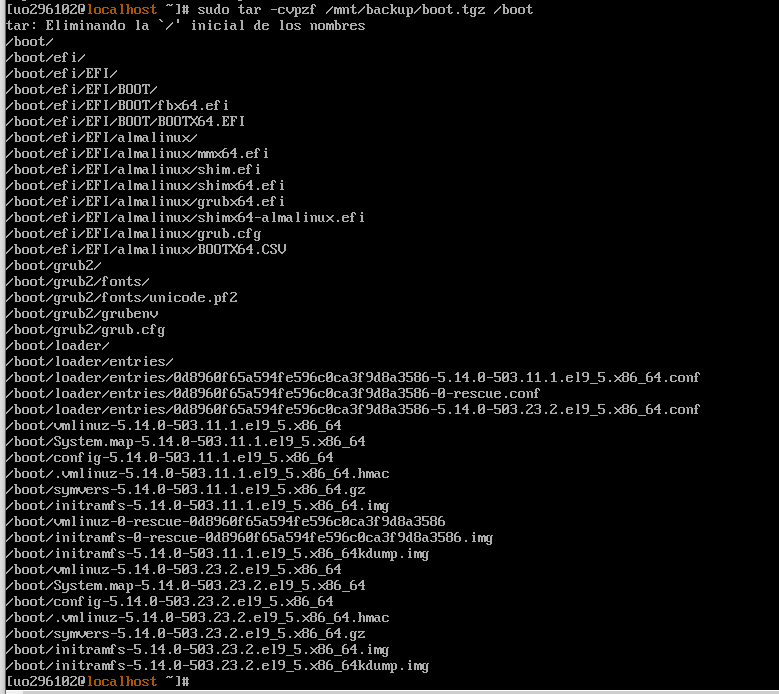 [uo296102@localhost ~]# sudo tar -cvpzf /mnt/backup/boot.tgz /boot
tar: Eliminando la `/' inicial de los nombres
/boot/
/boot/efi/
/boot/efi/EFI/
/boot/efi/EFI/BOOT/
/boot/efi/EFI/BOOT/fbx64.efi
/boot/efi/EFI/BOOT/BOOTX64.EFI
/boot/efi/EFI/almalinux/
/boot/efi/EFI/almalinux/mmx64.efi
/boot/efi/EFI/almalinux/shim.efi
/boot/efi/EFI/almalinux/shimx64.efi
/boot/efi/EFI/almalinux/grubx64.efi
/boot/efi/EFI/almalinux/shimx64-almalinux.efi
/boot/efi/EFI/almalinux/grub.cfg
/boot/efi/EFI/almalinux/BOOTX64.CSV
/boot/grub2/
/boot/grub2/fonts/
/boot/grub2/fonts/unicode.pf2
/boot/grub2/grubenv
/boot/grub2/grub.cfg
/boot/loader/
/boot/loader/entries/
/boot/loader/entries/0d8960f65a594fe596c0ca3f9d8a3586-5.14.0-503.11.1.el9_5.x86_64.conf
/boot/loader/entries/0d8960f65a594fe596c0ca3f9d8a3586-0-rescue.conf
/boot/loader/entries/0d8960f65a594fe596c0ca3f9d8a3586-5.14.0-503.23.2.el9_5.x86_64.conf
/boot/vmlinuz-5.14.0-503.11.1.el9_5.x86_64
/boot/System.map-5.14.0-503.11.1.el9_5.x86_64
/boot/config-5.14.0-503.11.1.el9_5.x86_64
/boot/.vmlinuz-5.14.0-503.11.1.el9_5.x86_64.hmac
/boot/symvers-5.14.0-503.11.1.el9_5.x86_64.gz
/boot/initramfs-5.14.0-503.11.1.el9_5.x86_64.img
/boot/vmlinuz-0-rescue-0d8960f65a594fe596c0ca3f9d8a3586
/boot/initramfs-0-rescue-0d8960f65a594fe596c0ca3f9d8a3586.img
/boot/initramfs-5.14.0-503.11.1.el9_5.x86_64kdump.img
/boot/vmlinuz-5.14.0-503.23.2.el9_5.x86_64
/boot/System.map-5.14.0-503.23.2.el9_5.x86_64
/boot/config-5.14.0-503.23.2.el9_5.x86_64
/boot/.vmlinuz-5.14.0-503.23.2.el9_5.x86_64.hmac
/boot/symvers-5.14.0-503.23.2.el9_5.x86_64.gz
/boot/initramfs-5.14.0-503.23.2.el9_5.x86_64.img
/boot/initramfs-5.14.0-503.23.2.el9_5.x86_64kdump.img
[uo296102@localhost ~]#